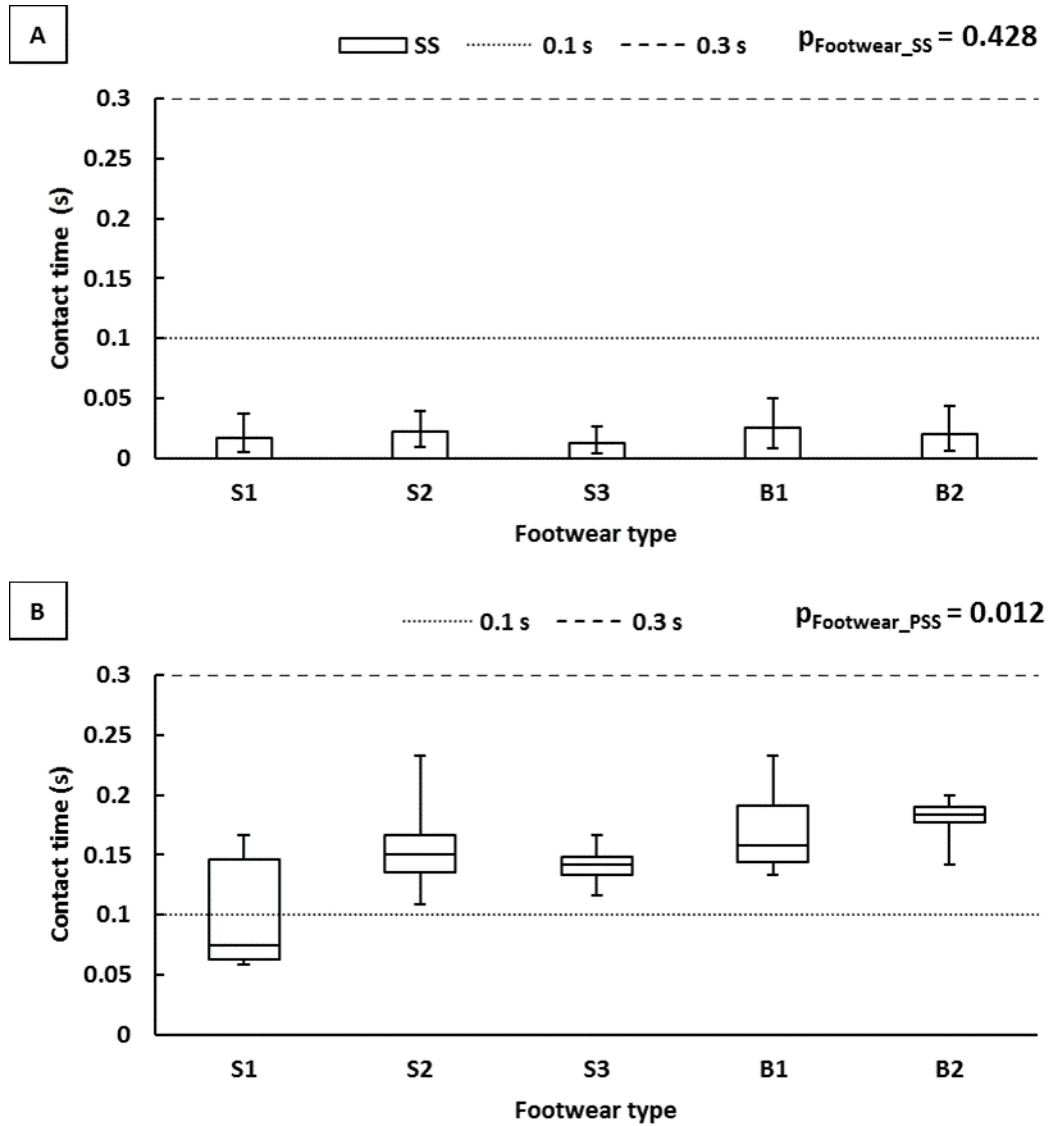 A
SS 0.1 s 0.3 s
pFootwear_SS = 0.428
Contact time (s)
0.3
0.25
0.2
0.15
0.1
0.05
0
S1 S2 S3 B1 B2
Footwear type
B
0.1 s 0.3 s
pFootwear_PSS = 0.012
Contact time (s)
0.3
0.25
0.2
0.15
0.1
0.05
0
S1 S2 S3 B1 B2
Footwear type